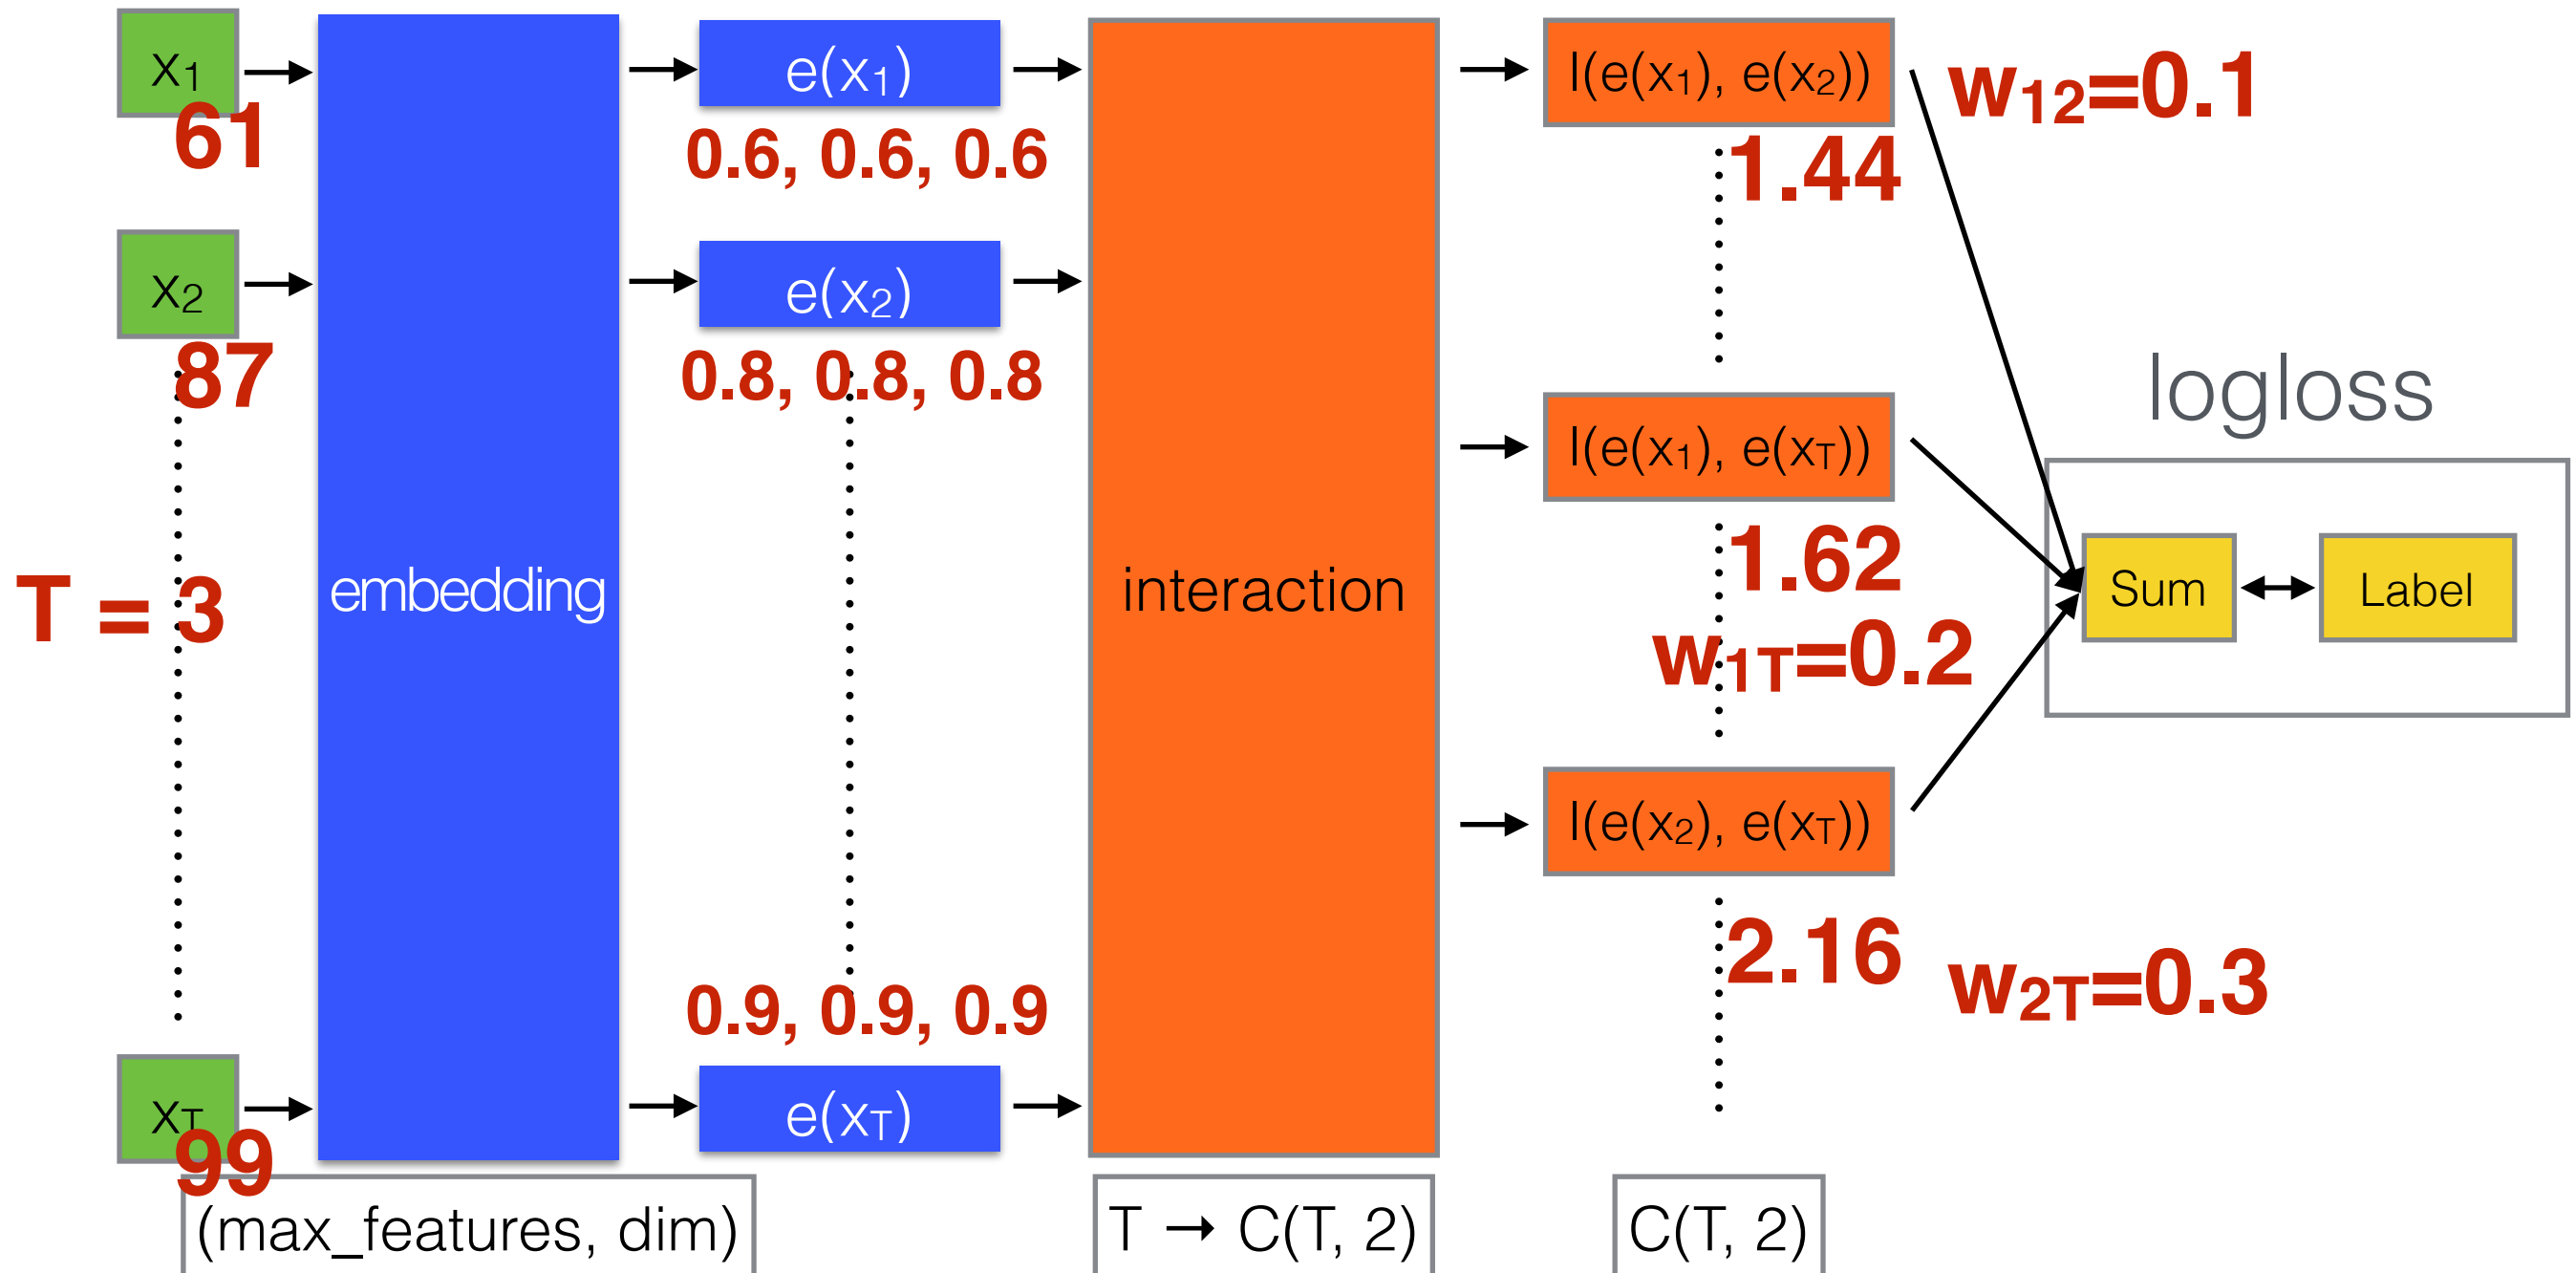 x1
61
x2
87
T = 3
xT
99
embedding
(max_features, dim)
e(x1)
0.6, 0.6, 0.6
e(x2)
0.8, 0.8, 0.8
0.9, 0.9, 0.9
e(xT)
interaction
T → C(T, 2)
I(e(x1), e(x2))
1.44
w12=0.1
I(e(x1), e(xT))
1.62
w1T=0.2
I(e(x2), e(xT))
2.16
w2T=0.3
C(T, 2)
logloss
Sum
Label